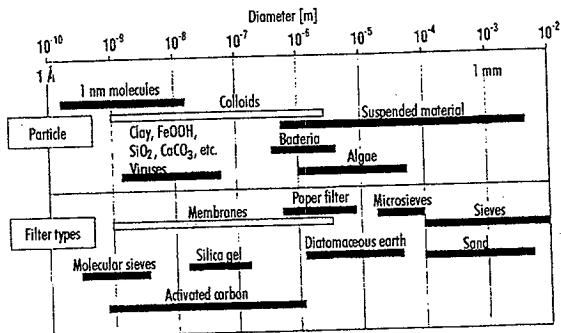 Diameter [m]
10⁻¹⁰ 10⁻⁹ 10⁻⁸ 10⁻⁷ 10⁻⁶ 10⁻⁵ 10⁻⁴ 10⁻³ 10⁻²
1 Å 1 mm
1 nm molecules
Colloids
Suspended material
Particle
Clay, FeOOH,
SiO₂, CaCO₃, etc.
Viruses
Bacteria
Algae
Paper filter
Microsieves
Membranes
Sieves
Filter types
Silica gel
Diatomaceous earth
Sand
Molecular sieves
Activated carbon